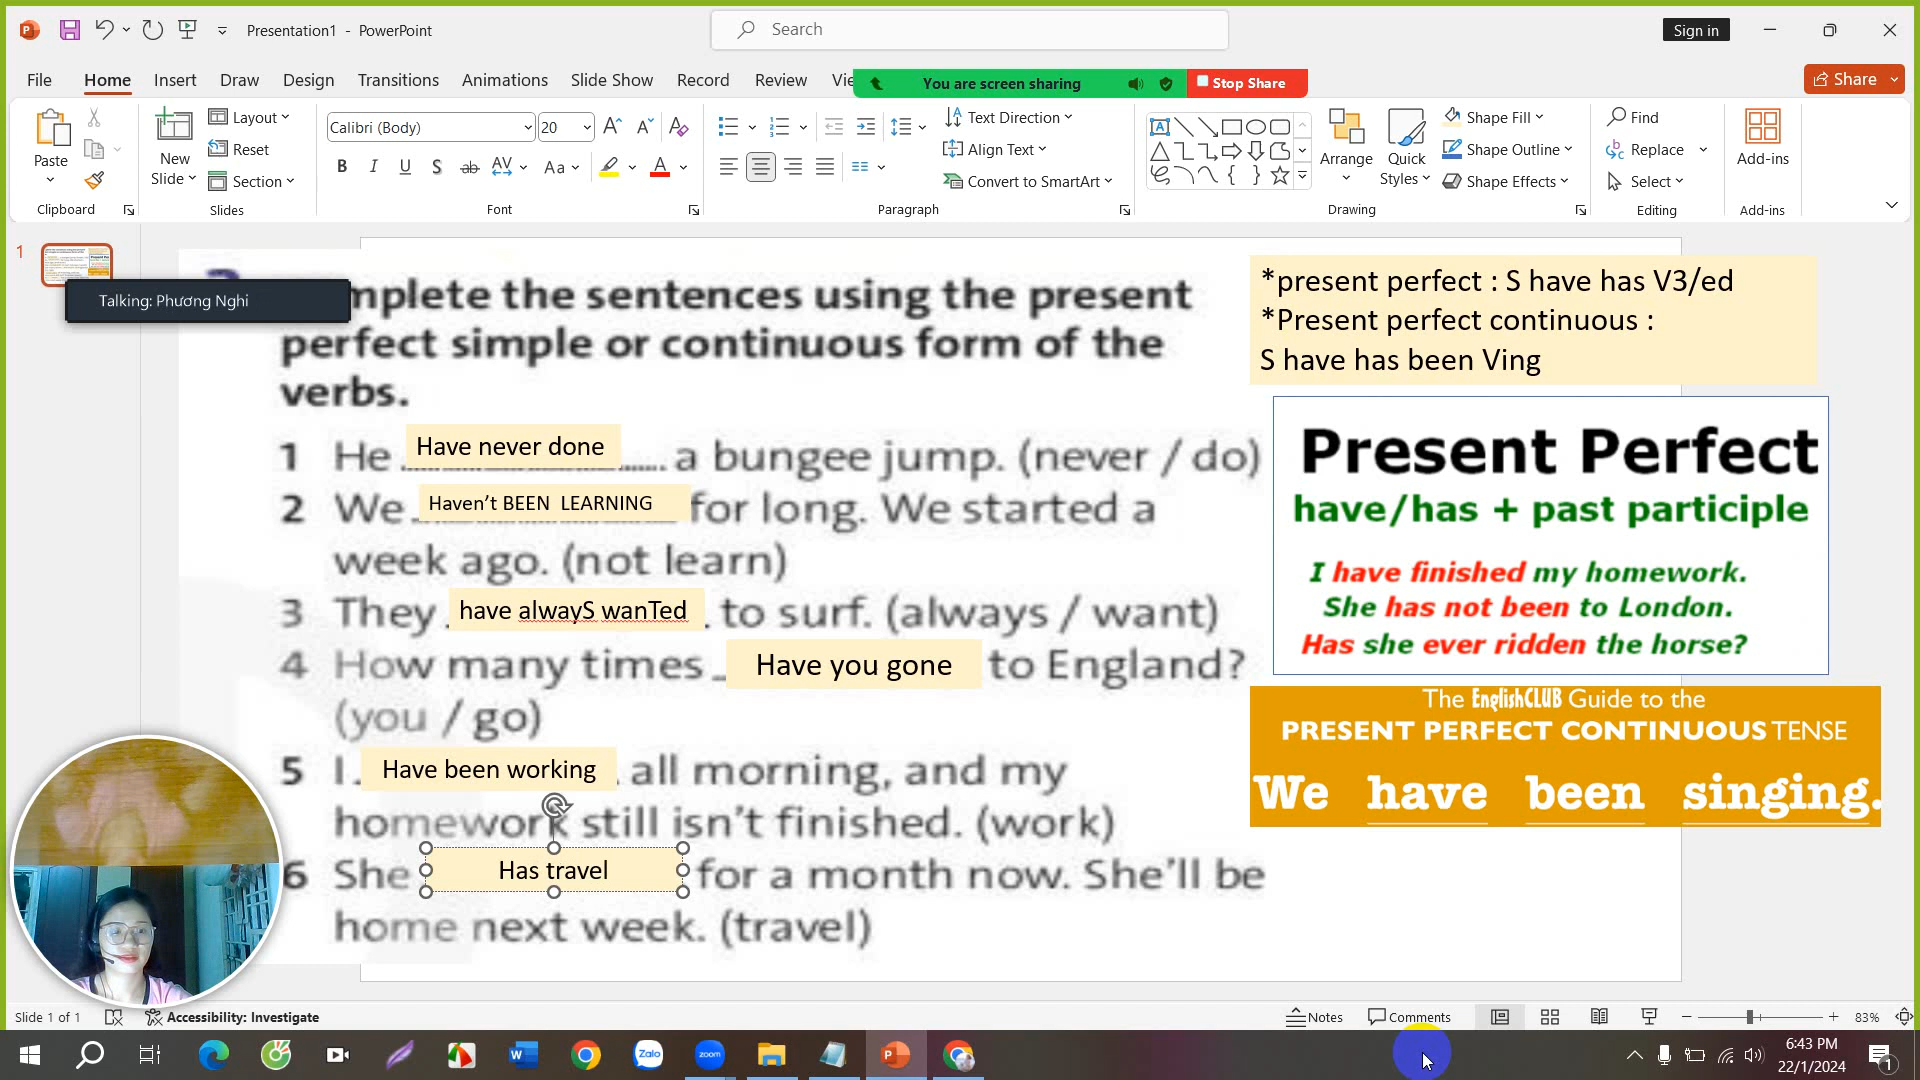 Presentation1 - PowerPoint
Search
Sign in
File Home Insert Draw Design Transitions Animations Slide Show Record Review Vie
You are screen sharing
Stop Share
Share
Paste
New Slide
Layout
Reset
Section
Calibri (Body)
20
Text Direction
Align Text
Convert to SmartArt
Arrange
Quick Styles
Shape Fill
Shape Outline
Shape Effects
Find
Replace
Select
Add-ins
Clipboard
Slides
Font
Paragraph
Drawing
Editing
Add-ins
1
Talking: Phương Nghi
mplete the sentences using the present
perfect simple or continuous form of the
verbs.
1 He Have never done a bungee jump. (never / do)
2 We Haven't BEEN LEARNING for long. We started a
week ago. (not learn)
3 They have alwayS wanTed to surf. (always / want)
4 How many times Have you gone to England?
(you / go)
5 I Have been working all morning, and my
homework still isn't finished. (work)
6 She Has travel for a month now. She'll be
home next week. (travel)
*present perfect : S have has V3/ed
*Present perfect continuous :
S have has been Ving
Present Perfect
have/has + past participle
I have finished my homework.
She has not been to London.
Has she ever ridden the horse?
The EnglishCLUB Guide to the
PRESENT PERFECT CONTINUOUS TENSE
We have been singing.
Slide 1 of 1
Accessibility: Investigate
Notes
Comments
83%
Zalo
zoom
6:43 PM
22/1/2024
1